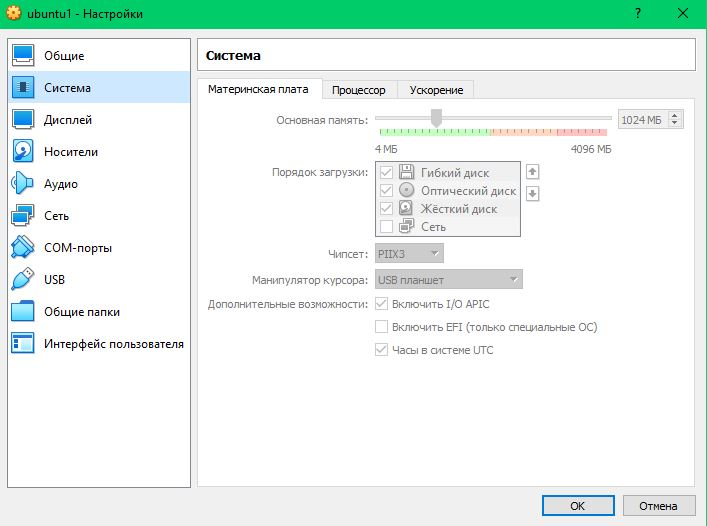 ubuntu1 - Настройки
?
Общие
Система
Дисплей
Носители
Аудио
Сеть
COM-порты
USB
Общие папки
Интерфейс пользователя
Система
Материнская плата Процессор Ускорение
Основная память: 1024 МБ
4 МБ 4096 МБ
Порядок загрузки: Гибкий диск
Оптический диск
Жёсткий диск
Сеть
Чипсет: PIIX3
Манипулятор курсора: USB планшет
Дополнительные возможности: Включить I/O APIC
Включить EFI (только специальные ОС)
Часы в системе UTC
OK Отмена